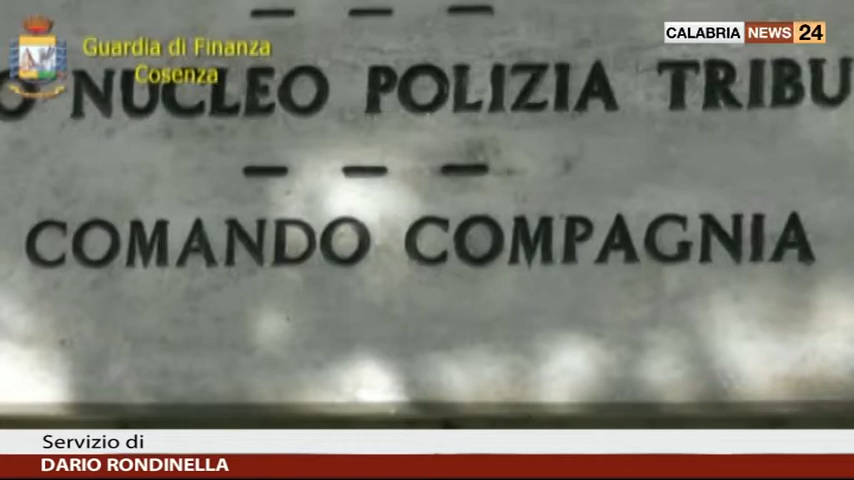 Guardia di Finanza
Cosenza
CALABRIA NEWS 24
NUCLEO POLIZIA
COMANDO COMPAGNIA
Servizio di
DARIO RONDINELLA